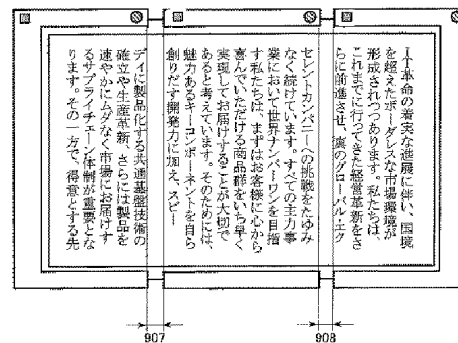 ＩＴ革命の着実な進展に伴い、国境
を超えたボーダレスな市場環境が
形成されつつあります。私たちは、
これまでに行ってきた経営革新をさ
らに前進させ、真のグローバル・エク
セレントカンパニーへの挑戦をたゆみ
なく続けています。すべての主力事
業において世界ナンバーワンを目指
す私たちは、まずはお客様に心から
喜んでいただける商品群をいち早く
実現してお届けすることが大切で
あると考えています。そのためには、
魅力あるキーコンポーネントを自ら
創りだす開発力に加え、スピー
ディに製品化する共通基盤技術の
確立や生産革新、さらには製品を
速やかにムダなく市場にお届けす
るサプライチェーン体制が重要とな
ります。その一方で、得意とする先
907
908